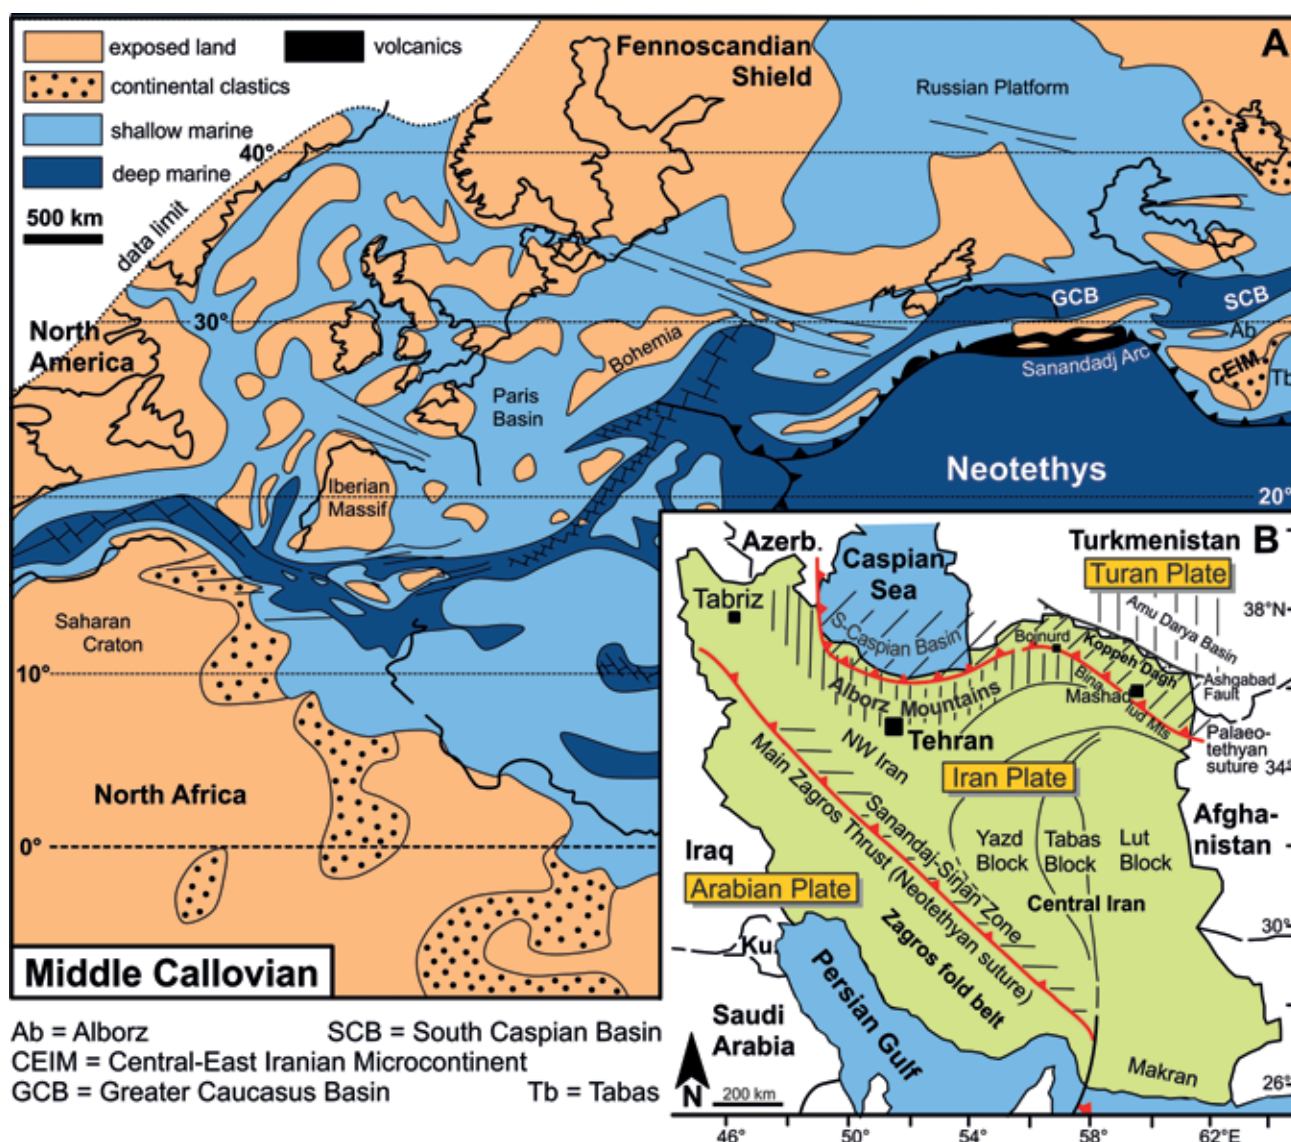 A
exposed land
volcanics
continental clastics
shallow marine
deep marine
500 km
data limit
40°
30°
20°
10°
0°
Fennoscandian
Shield
Russian Platform
North
America
GCB
SCB
Ab
Sanandadj Arc
CEIM
Tb
Bohemia
Paris
Basin
Iberian
Massif
Neotethys
Saharan
Craton
North Africa
Middle Callovian
B
Azerb.
Caspian
Sea
Turkmenistan
Turan Plate
38°N
Tabriz
S-Caspian Basin
Amu Darya Basin
Bojnurd
Koppeh Dagh
Ashgabad
Fault
Alborz Mountains
Binalud Mts
Mashad
Tehran
Palaeo-
tethyan
suture
34°
NW Iran
Iran Plate
Main Zagros Thrust (Neotethyan suture)
Sanandaj-Sirjan Zone
Yazd
Block
Tabas
Block
Lut
Block
Afgha-
nistan
Iraq
Arabian Plate
Central Iran
30°
Zagros fold belt
Ku.
Persian Gulf
Saudi
Arabia
Makran
26°
N
200 km
46°
50°
54°
58°
62°E
Ab = Alborz
SCB = South Caspian Basin
CEIM = Central-East Iranian Microcontinent
GCB = Greater Caucasus Basin
Tb = Tabas